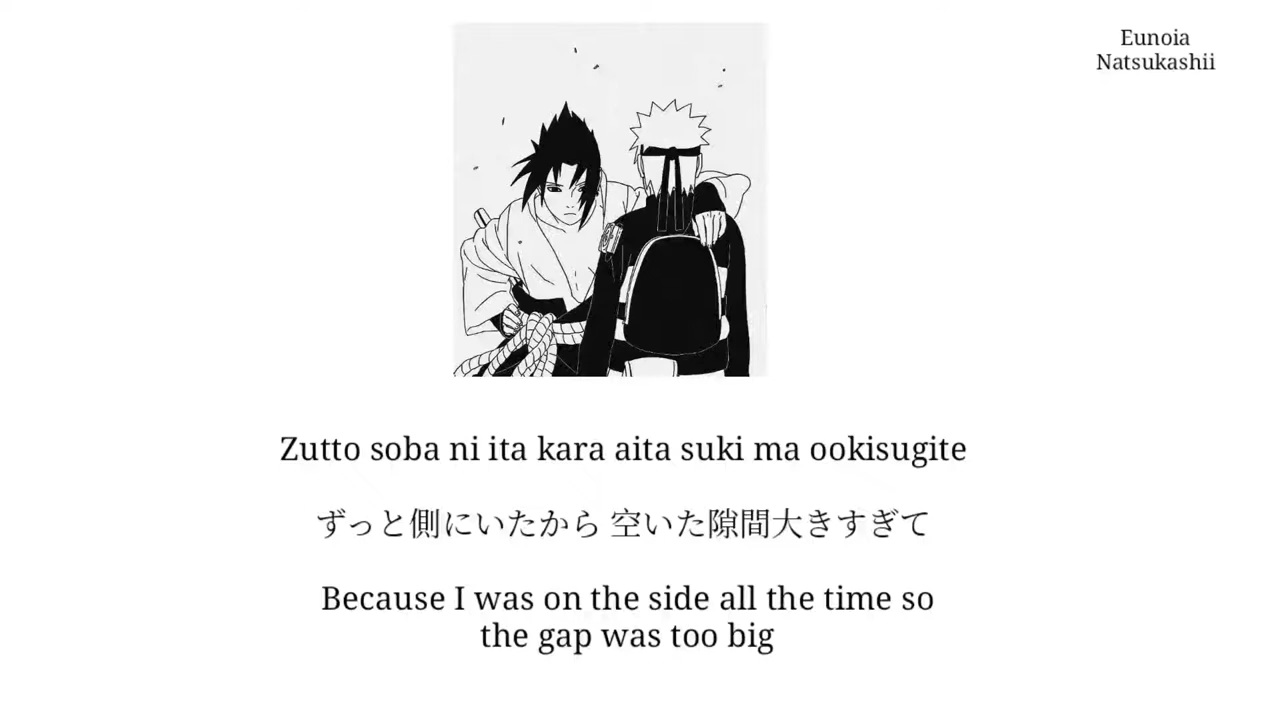 Eunoia
Natsukashii
Zutto soba ni ita kara aita suki ma ookisugite
ずっと側にいたから 空いた隙間大きすぎて
Because I was on the side all the time so
the gap was too big